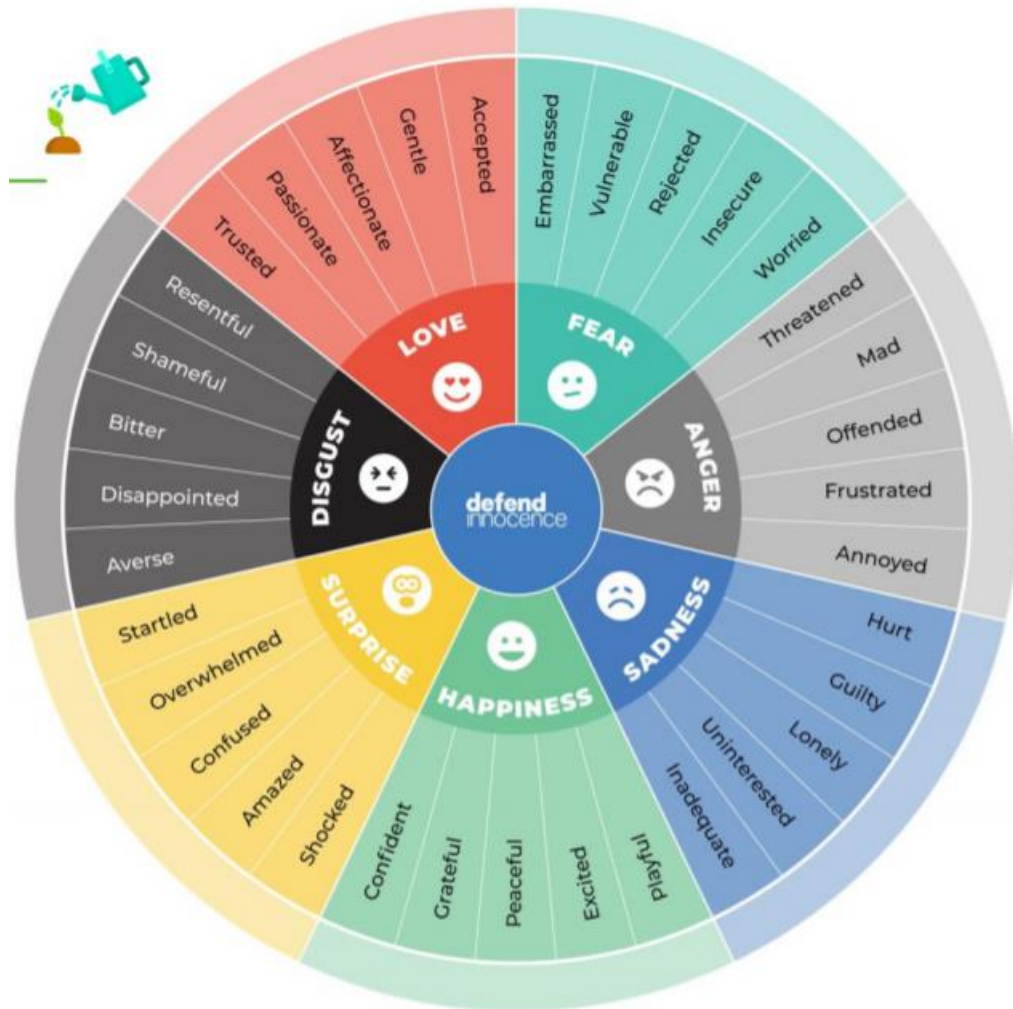 LOVE
Trusted
Passionate
Affectionate
Gentle
Accepted
FEAR
Embarrassed
Vulnerable
Rejected
Insecure
Worried
ANGER
Threatened
Mad
Offended
Frustrated
Annoyed
SADNESS
Hurt
Guilty
Lonely
Uninterested
Inadequate
HAPPINESS
Playful
Excited
Peaceful
Grateful
Confident
SURPRISE
Shocked
Amazed
Confused
Overwhelmed
Startled
DISGUST
Averse
Disappointed
Bitter
Shameful
Resentful
defend
innocence